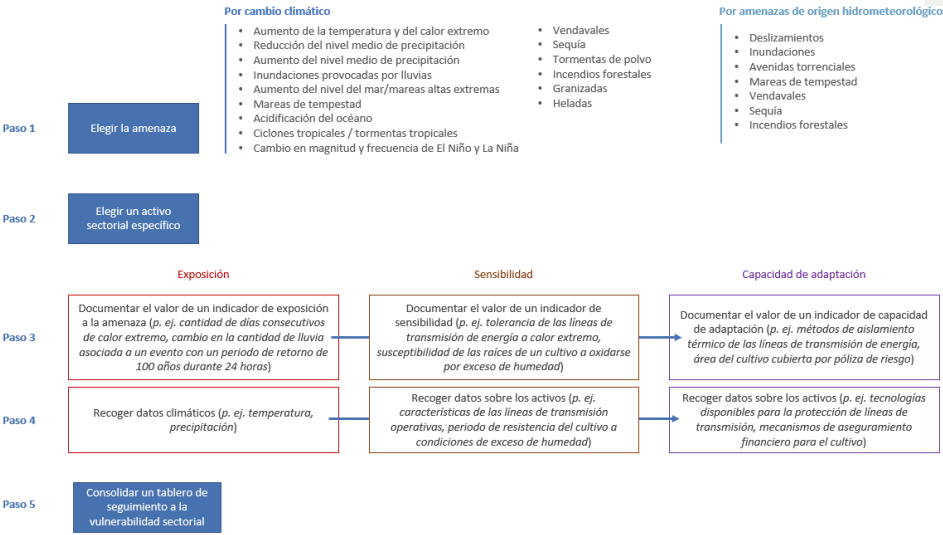 Por cambio climático
• Aumento de la temperatura y del calor extremo
• Reducción del nivel medio de precipitación
• Aumento del nivel medio de precipitación
• Inundaciones provocadas por lluvias
• Aumento del nivel del mar/mareas altas extremas
• Mareas de tempestad
• Acidificación del océano
• Ciclones tropicales / tormentas tropicales
• Cambio en magnitud y frecuencia de El Niño y La Niña
• Vendavales
• Sequía
• Tormentas de polvo
• Incendios forestales
• Granizadas
• Heladas
Por amenazas de origen hidrometeorológico
• Deslizamientos
• Inundaciones
• Avenidas torrenciales
• Mareas de tempestad
• Vendavales
• Sequía
• Incendios forestales
Paso 1
Elegir la amenaza
Paso 2
Elegir un activo
sectorial específico
Exposición
Sensibilidad
Capacidad de adaptación
Paso 3
Documentar el valor de un indicador de exposición
a la amenaza (p. ej. cantidad de días consecutivos
de calor extremo, cambio en la cantidad de lluvia
asociada a un evento con un periodo de retorno de
100 años durante 24 horas)
Documentar el valor de un indicador de
sensibilidad (p. ej. tolerancia de las líneas de
transmisión de energía a calor extremo,
susceptibilidad de las raíces de un cultivo a oxidarse
por exceso de humedad)
Documentar el valor de un indicador de capacidad
de adaptación (p. ej. métodos de aislamiento
térmico de las líneas de transmisión de energía,
área del cultivo cubierta por póliza de riesgo)
Paso 4
Recoger datos climáticos (p. ej. temperatura,
precipitación)
Recoger datos sobre los activos (p. ej.
características de las líneas de transmisión
operativas, periodo de resistencia del cultivo a
condiciones de exceso de humedad)
Recoger datos sobre los activos (p. ej. tecnologías
disponibles para la protección de líneas de
transmisión, mecanismos de aseguramiento
financiero para el cultivo)
Paso 5
Consolidar un tablero de
seguimiento a la
vulnerabilidad sectorial